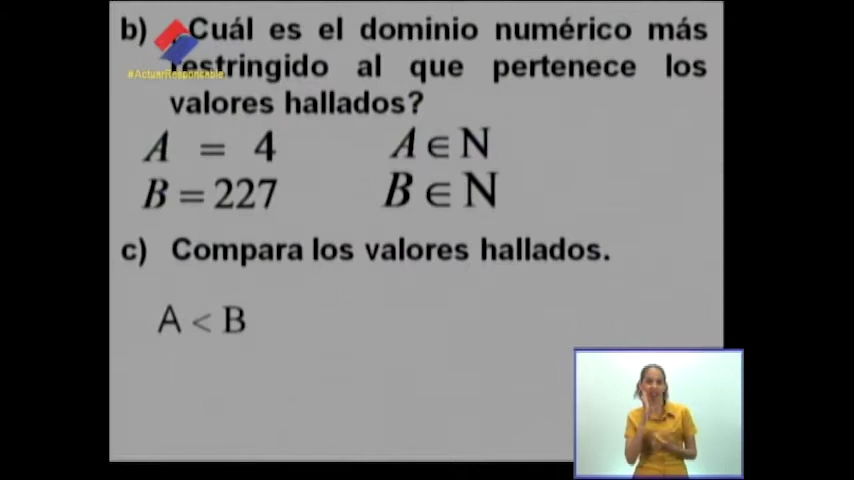 b) ¿Cuál es el dominio numérico más
restringido al que pertenece los
#ActuarResponsable
valores hallados?
A = 4 A ∈ N
B = 227 B ∈ N
c) Compara los valores hallados.
A < B